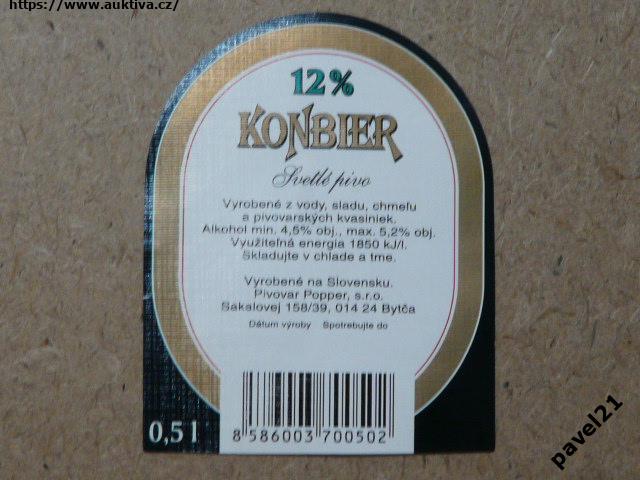 https://www.auktiva.cz/
12%
KONBIER
Svetlé pivo
Vyrobené z vody, sladu, chmeľu
a pivovarských kvasiniek.
Alkohol min. 4,5% obj., max. 5,2% obj.
Využiteľná energia 1850 kJ/l.
Skladujte v chlade a tme.
Vyrobené na Slovensku.
Pivovar Popper, s.r.o.
Sakalovej 158/39, 014 24 Bytča
Dátum výroby Spotrebujte do
0,5 l
8 586003 700502
pavel21